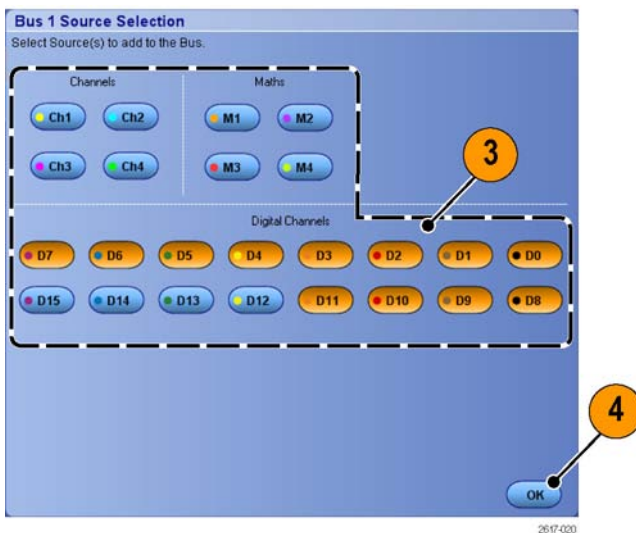 Bus 1 Source Selection
Select Source(s) to add to the Bus.
Channels Maths
Ch1 Ch2 M1 M2
3
Ch3 Ch4 M3 M4
Digital Channels
D7 D6 D5 D4 D3 D2 D1 D0
D15 D14 D13 D12 D11 D10 D9 D8
4
OK
2617-020